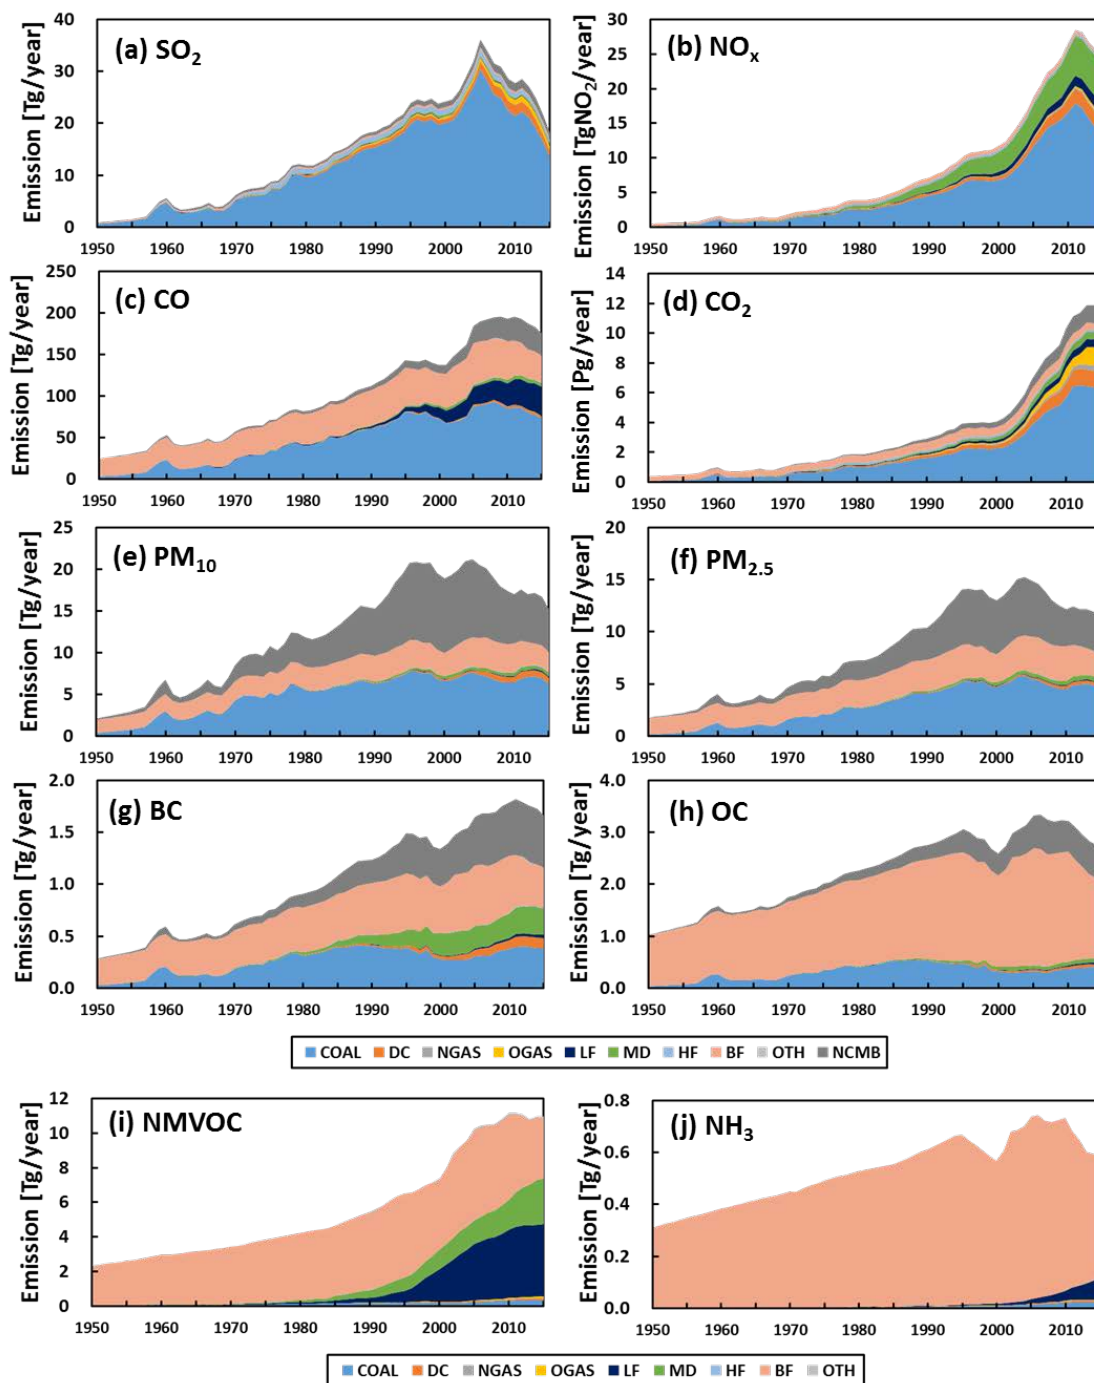 (a) SO2
Emission [Tg/year]
40
30
20
10
0
1950 1960 1970 1980 1990 2000 2010
(b) NOx
Emission [TgNO2/year]
30
25
20
15
10
5
0
1950 1960 1970 1980 1990 2000 2010
(c) CO
Emission [Tg/year]
250
200
150
100
50
0
1950 1960 1970 1980 1990 2000 2010
(d) CO2
Emission [Pg/year]
14
12
10
8
6
4
2
0
1950 1960 1970 1980 1990 2000 2010
(e) PM10
Emission [Tg/year]
25
20
15
10
5
0
1950 1960 1970 1980 1990 2000 2010
(f) PM2.5
Emission [Tg/year]
20
15
10
5
0
1950 1960 1970 1980 1990 2000 2010
(g) BC
Emission [Tg/year]
2.0
1.5
1.0
0.5
0.0
1950 1960 1970 1980 1990 2000 2010
(h) OC
Emission [Tg/year]
4.0
3.0
2.0
1.0
0.0
1950 1960 1970 1980 1990 2000 2010
COAL DC NGAS OGAS LF MD HF BF OTH NCMB
(i) NMVOC
Emission [Tg/year]
12
10
8
6
4
2
0
1950 1960 1970 1980 1990 2000 2010
(j) NH3
Emission [Tg/year]
0.8
0.6
0.4
0.2
0.0
1950 1960 1970 1980 1990 2000 2010
COAL DC NGAS OGAS LF MD HF BF OTH